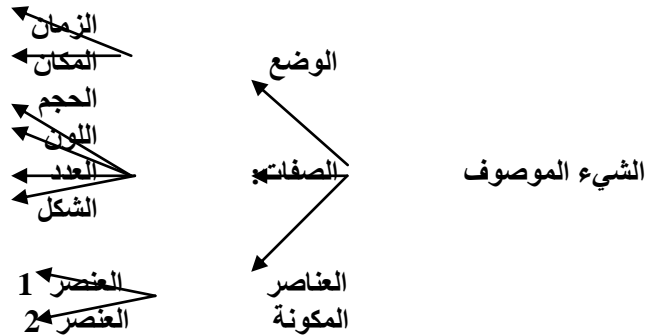 الزمان
الوضع المكان
الحجم
اللون
الشيء الموصوف الصفات: العدد
الشكل
العناصر العنصر 1
المكونة العنصر 2